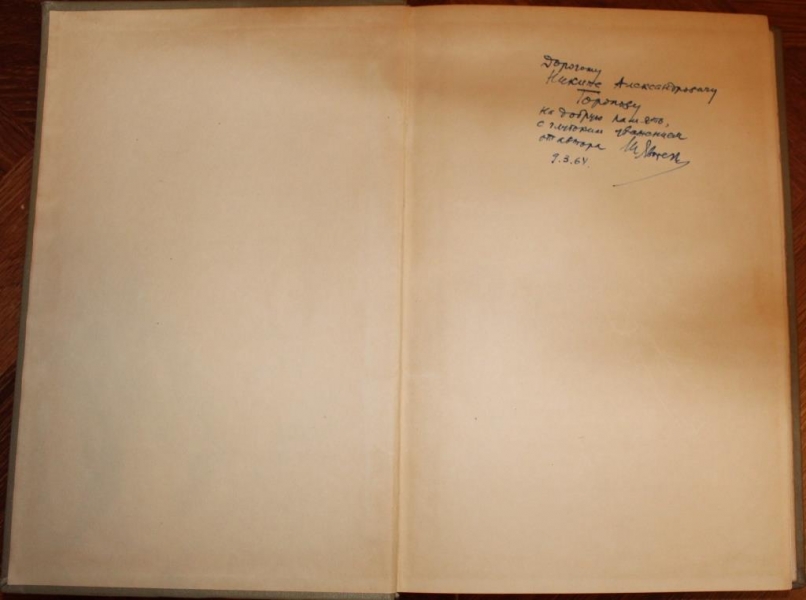 Дорогому
Никите Александровичу
Торопову
на добрую память,
с глубоким уважением
от автора
9.3.64.